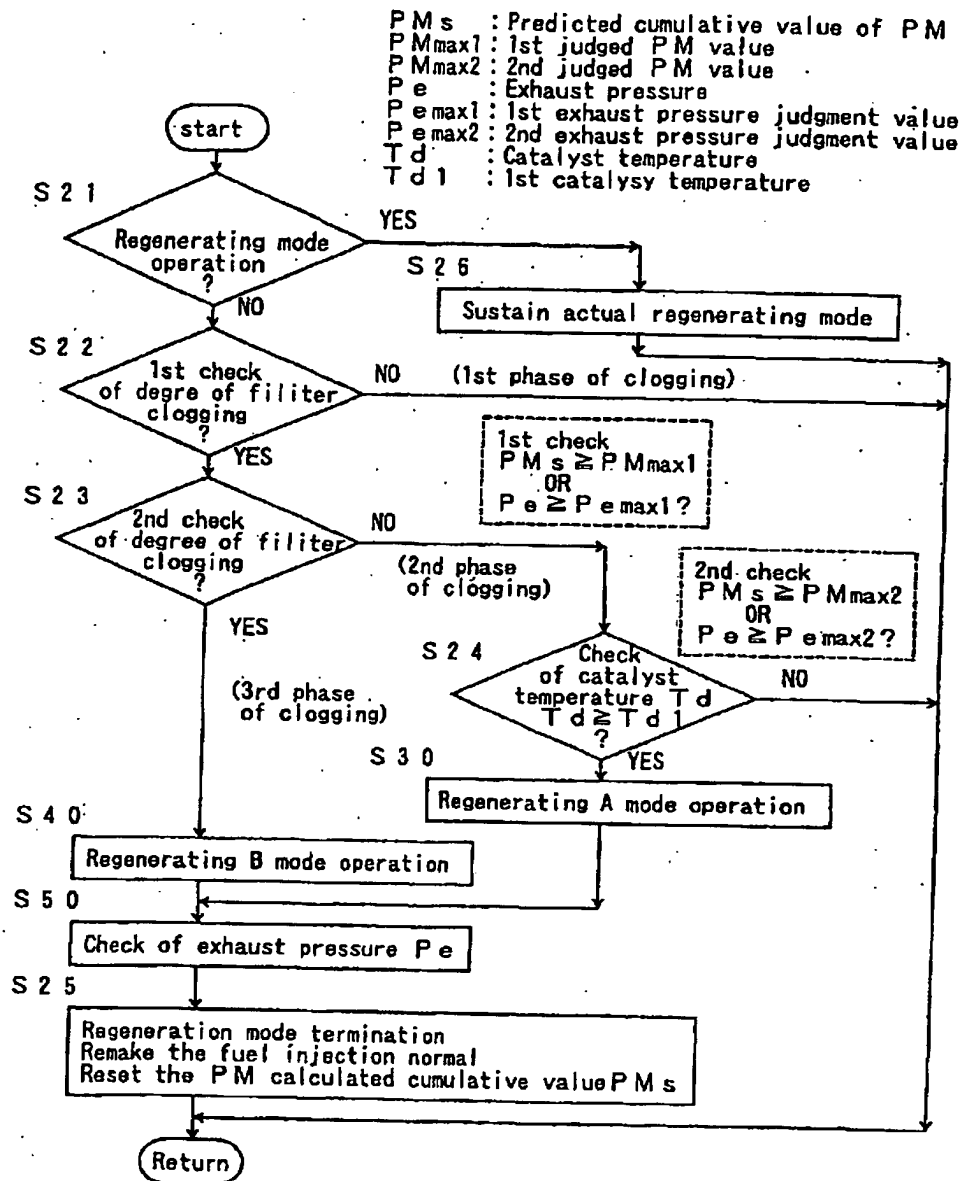 PMs : Predicted cumulative value of PM
PMmax1 : 1st judged PM value
PMmax2 : 2nd judged PM value
Pe : Exhaust pressure
Pemax1 : 1st exhaust pressure judgment value
Pemax2 : 2nd exhaust pressure judgment value
Td : Catalyst temperature
Td1 : 1st catalysy temperature
start
S21
Regenerating mode
operation
?
YES
NO
S26
Sustain actual regenerating mode
S22
1st check
of degre of filiter
clogging
?
NO
(1st phase of clogging)
YES
1st check
PMs ≧ PMmax1
OR
Pe ≧ Pemax1?
S23
2nd check
of degree of filiter
clogging
?
NO
(2nd phase
of clogging)
YES
(3rd phase
of clogging)
2nd check
PMs ≧ PMmax2
OR
Pe ≧ Pemax2?
S24
Check
of catalyst
temperature Td
Td ≧ Td1
?
NO
YES
S30
Regenerating A mode operation
S40
Regenerating B mode operation
S50
Check of exhaust pressure Pe
S25
Regeneration mode termination
Remake the fuel injection normal
Reset the PM calculated cumulative value PMs
Return